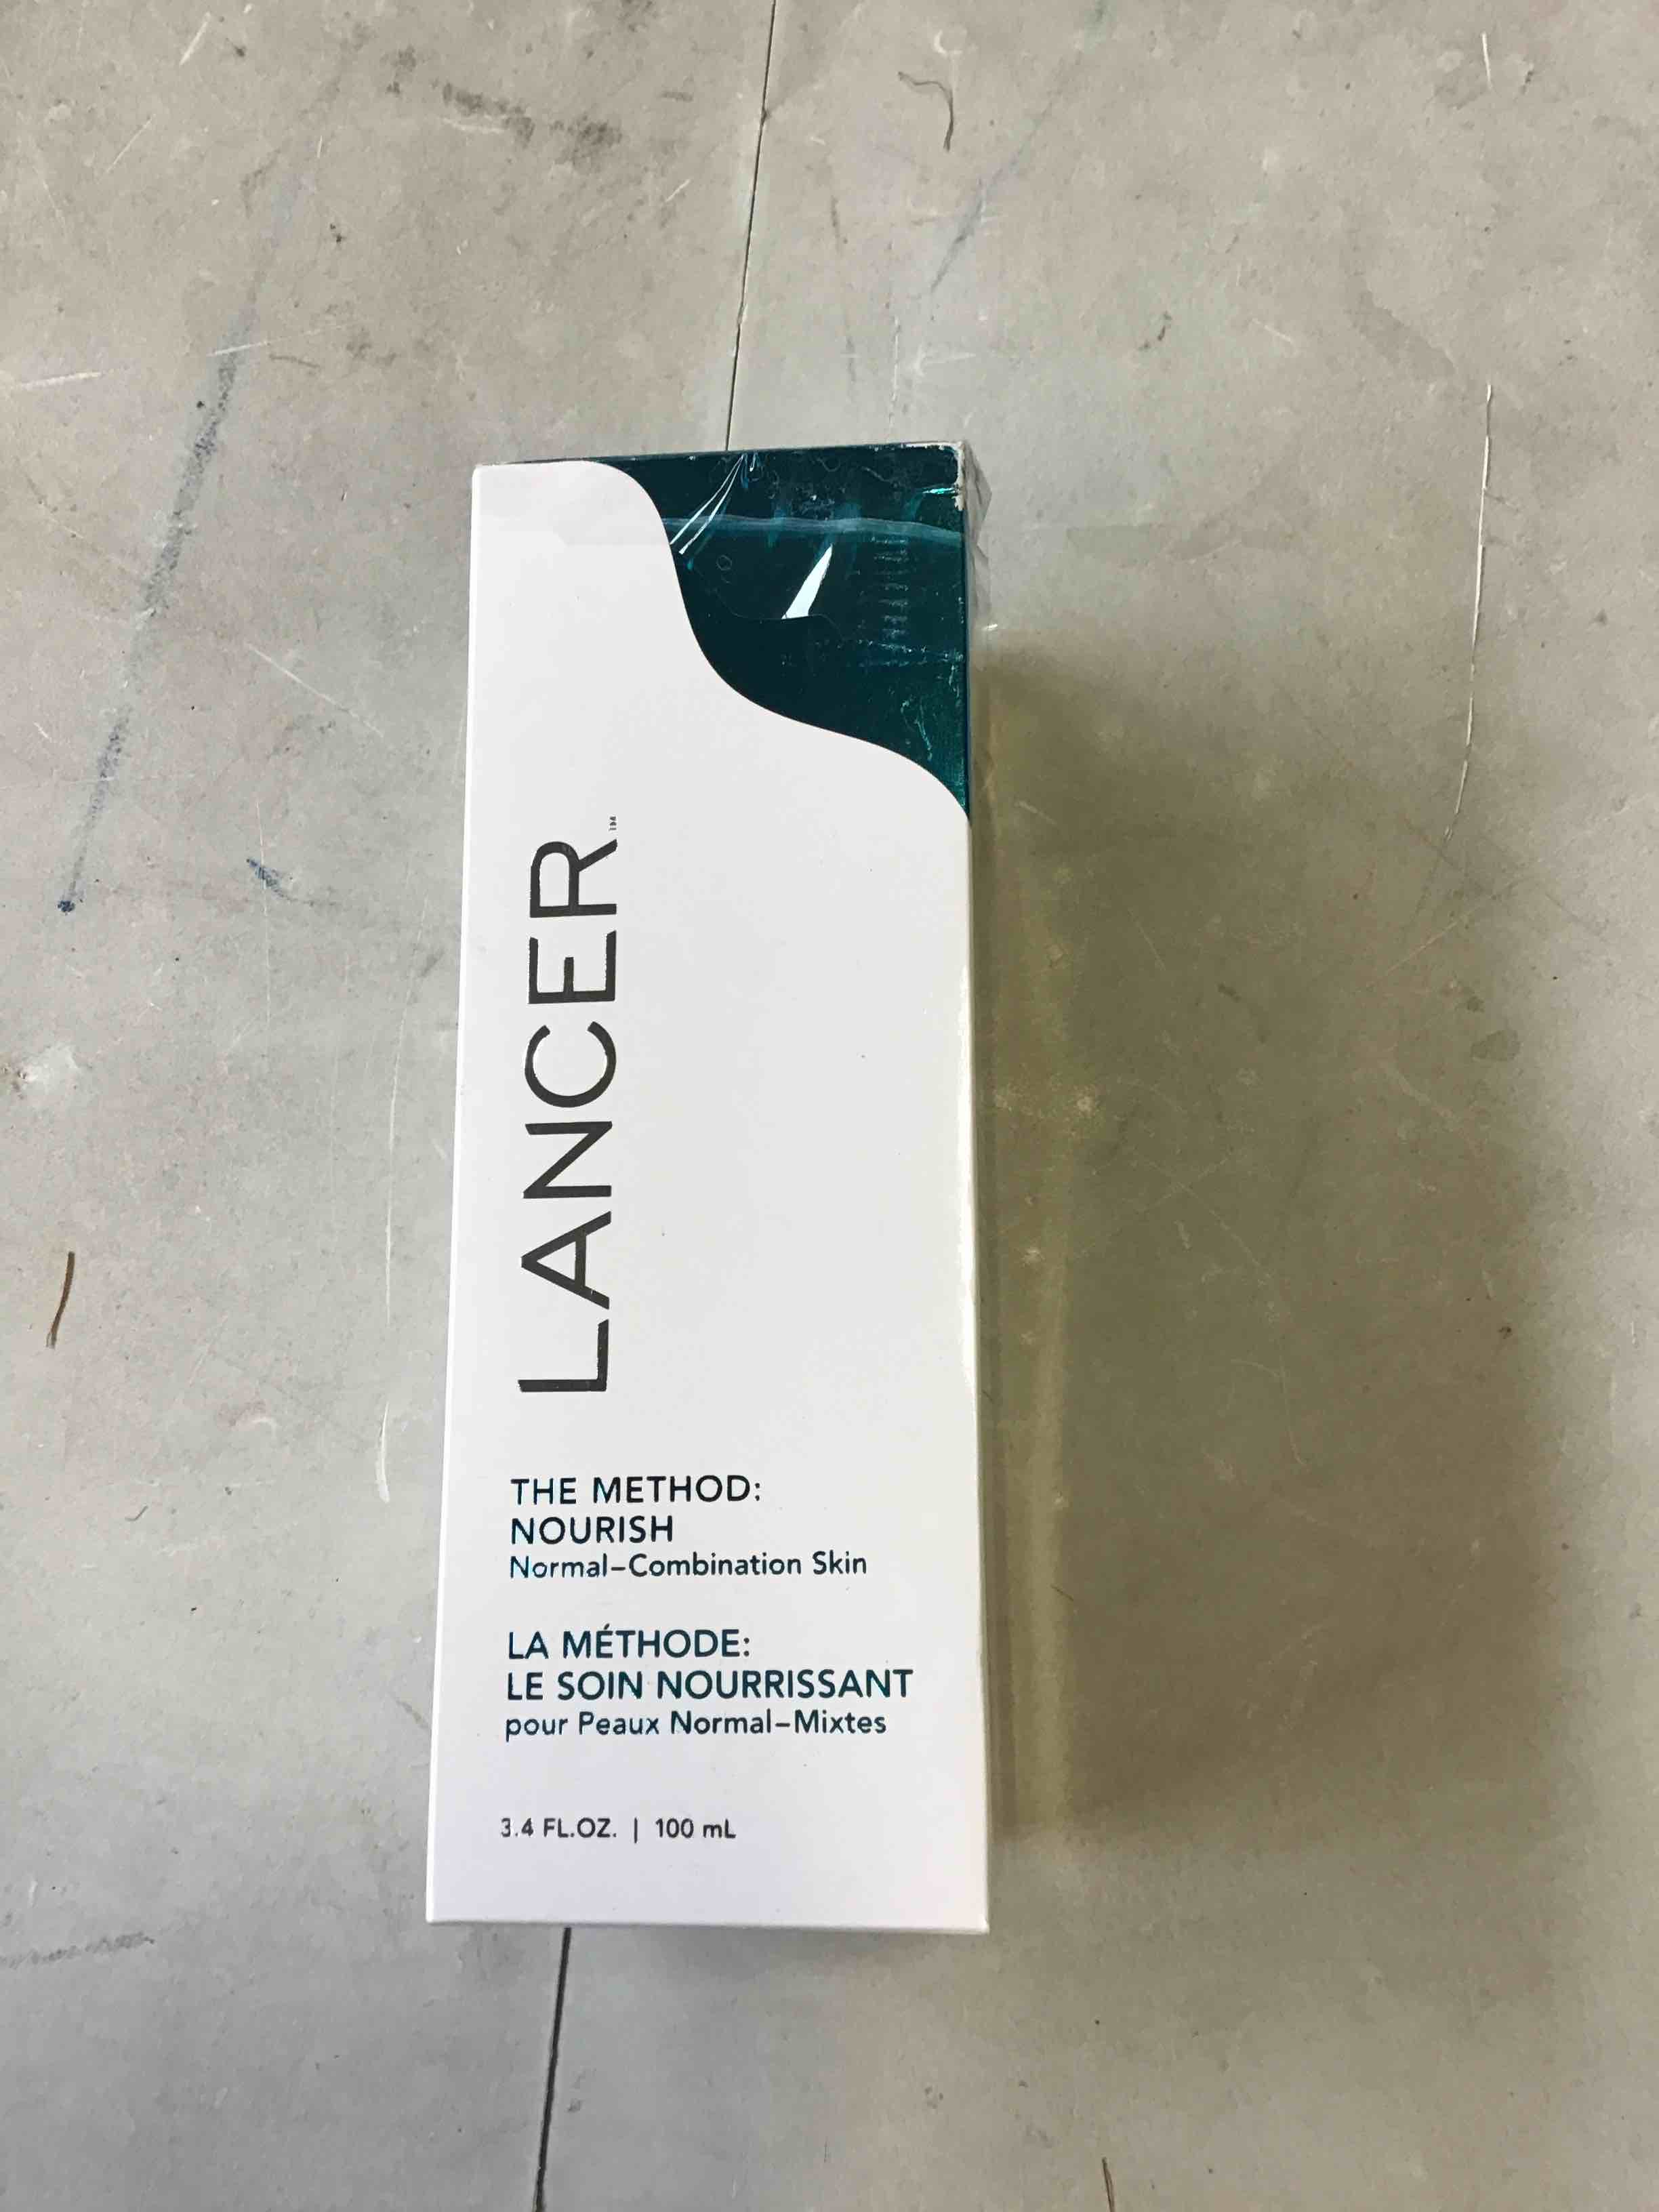 LANCER™
THE METHOD:
NOURISH
Normal–Combination Skin
LA MÉTHODE:
LE SOIN NOURRISSANT
pour Peaux Normal–Mixtes
3.4 FL.OZ. | 100 mL